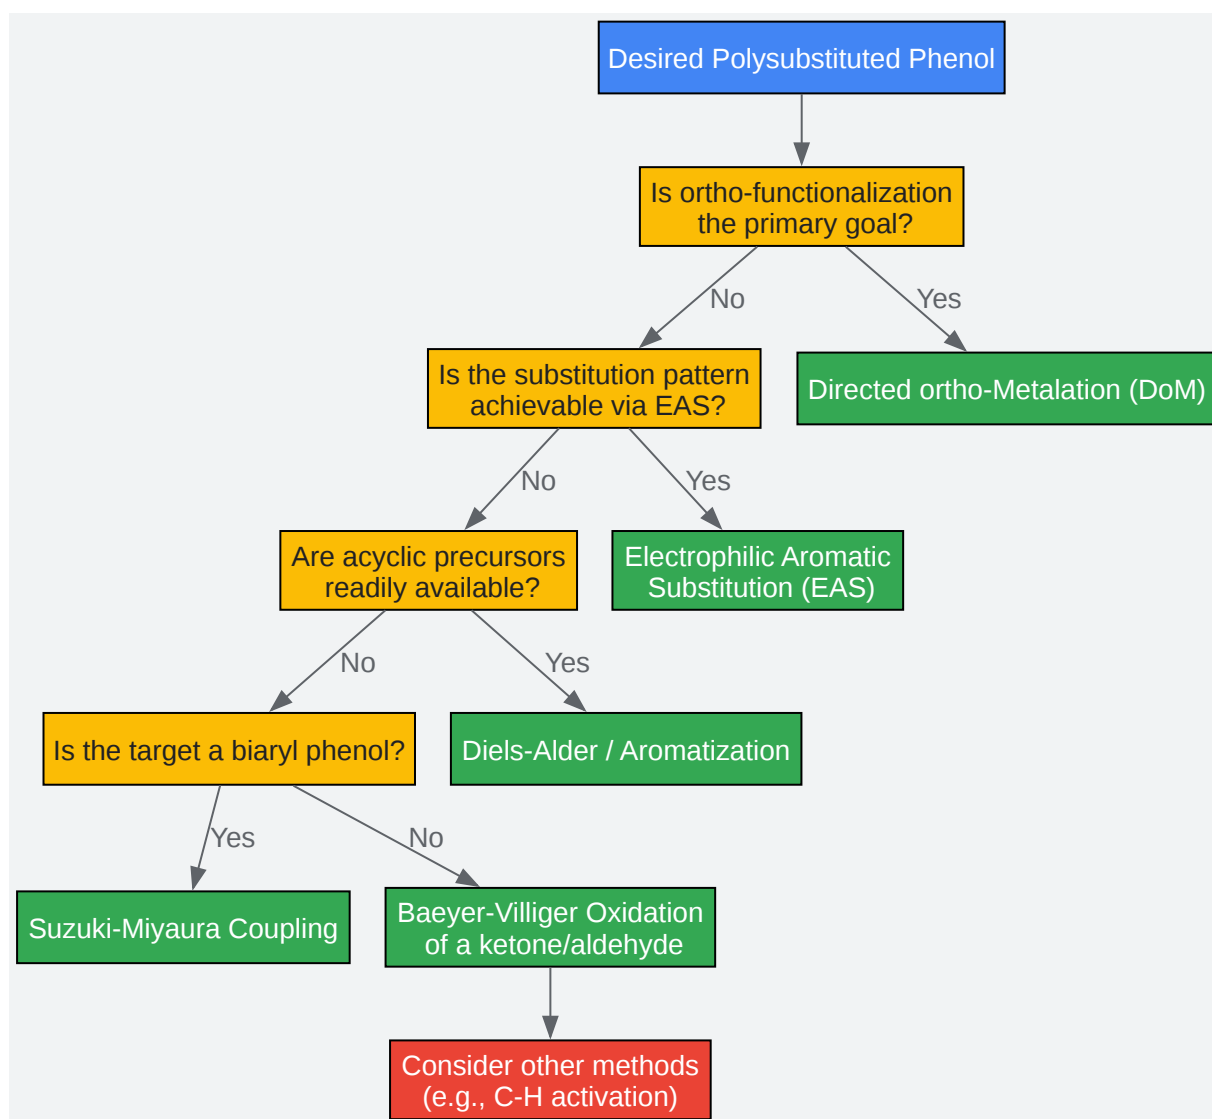 Desired Polysubstituted Phenol
Is ortho-functionalization
the primary goal?
No
Yes
Is the substitution pattern
achievable via EAS?
Directed ortho-Metalation (DoM)
No
Yes
Are acyclic precursors
readily available?
Electrophilic Aromatic
Substitution (EAS)
No
Yes
Is the target a biaryl phenol?
Diels-Alder / Aromatization
Yes
No
Suzuki-Miyaura Coupling
Baeyer-Villiger Oxidation
of a ketone/aldehyde
Consider other methods
(e.g., C-H activation)